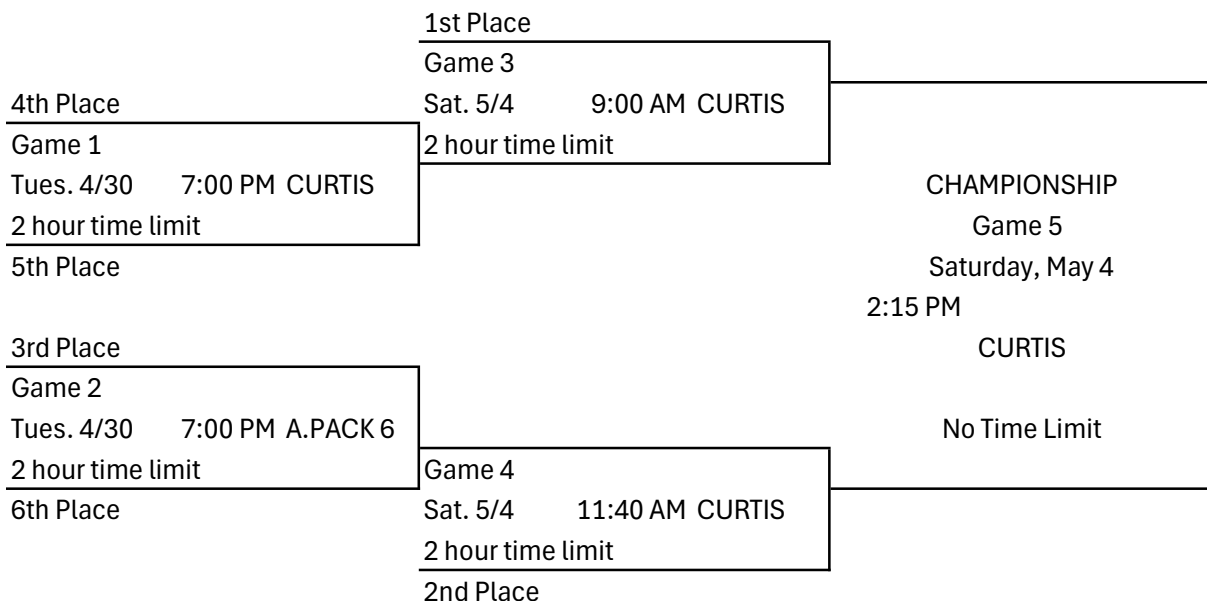 1st Place
Game 3
4th Place
Sat. 5/4 9:00 AM CURTIS
Game 1
2 hour time limit
Tues. 4/30 7:00 PM CURTIS
CHAMPIONSHIP
2 hour time limit
Game 5
5th Place
Saturday, May 4
2:15 PM
3rd Place
CURTIS
Game 2
Tues. 4/30 7:00 PM A.PACK 6
No Time Limit
2 hour time limit
Game 4
6th Place
Sat. 5/4 11:40 AM CURTIS
2 hour time limit
2nd Place